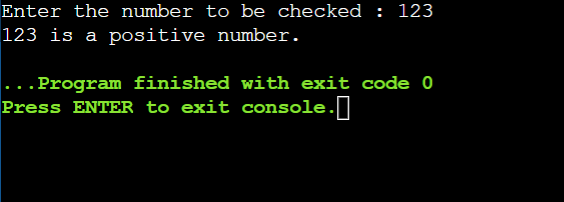 Enter the number to be checked : 123
123 is a positive number.
...Program finished with exit code 0
Press ENTER to exit console.